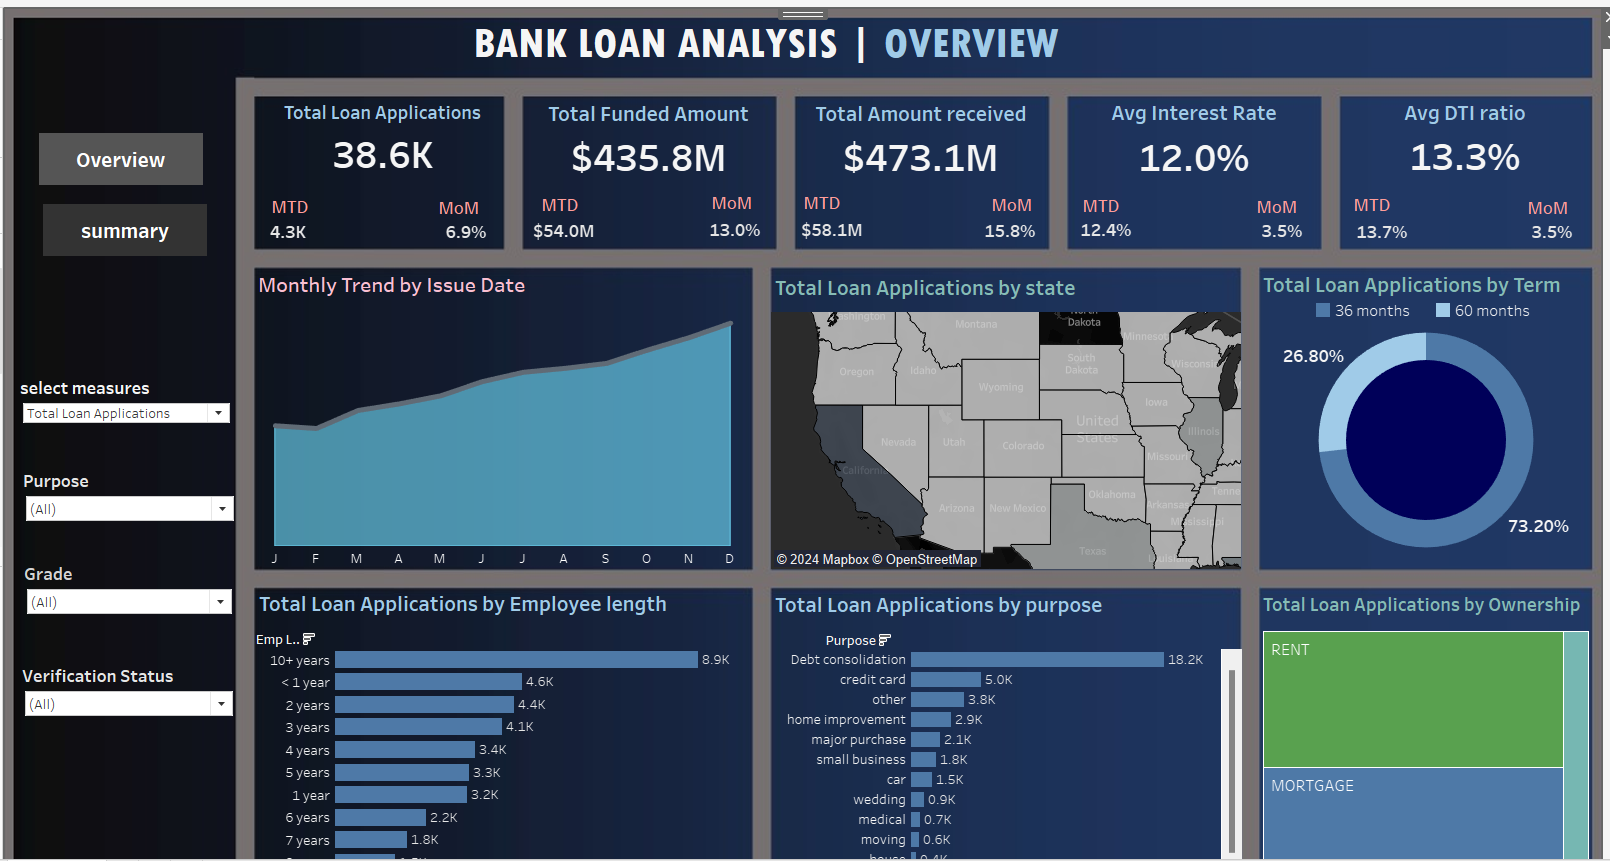 BANK LOAN ANALYSIS | OVERVIEW
Overview
summary
select measures
Total Loan Applications
Purpose
(All)
Grade
(All)
Verification Status
(All)
Total Loan Applications
38.6K
MTD
MoM
4.3K
6.9%
Total Funded Amount
$435.8M
MTD
MoM
$54.0M
13.0%
Total Amount received
$473.1M
MTD
MoM
$58.1M
15.8%
Avg Interest Rate
12.0%
MTD
MoM
12.4%
3.5%
Avg DTI ratio
13.3%
MTD
MoM
13.7%
3.5%
Monthly Trend by Issue Date
J F M A M J J A S O N D
Total Loan Applications by state
Montana
Dakota
Oregon
Idaho
South
Dakota
Wyoming
Iowa
United
States
Nevada
Utah
Colorado
Illinois
California
Missouri
Arizona
New Mexico
Oklahoma
Texas
© 2024 Mapbox © OpenStreetMap
Total Loan Applications by Term
36 months
60 months
26.80%
73.20%
Total Loan Applications by Employee length
Emp L..
10+ years 8.9K
< 1 year 4.6K
2 years 4.4K
3 years 4.1K
4 years 3.4K
5 years 3.3K
1 year 3.2K
6 years 2.2K
7 years 1.8K
Total Loan Applications by purpose
Purpose
Debt consolidation 18.2K
credit card 5.0K
other 3.8K
home improvement 2.9K
major purchase 2.1K
small business 1.8K
car 1.5K
wedding 0.9K
medical 0.7K
moving 0.6K
house 0.4K
Total Loan Applications by Ownership
RENT
MORTGAGE